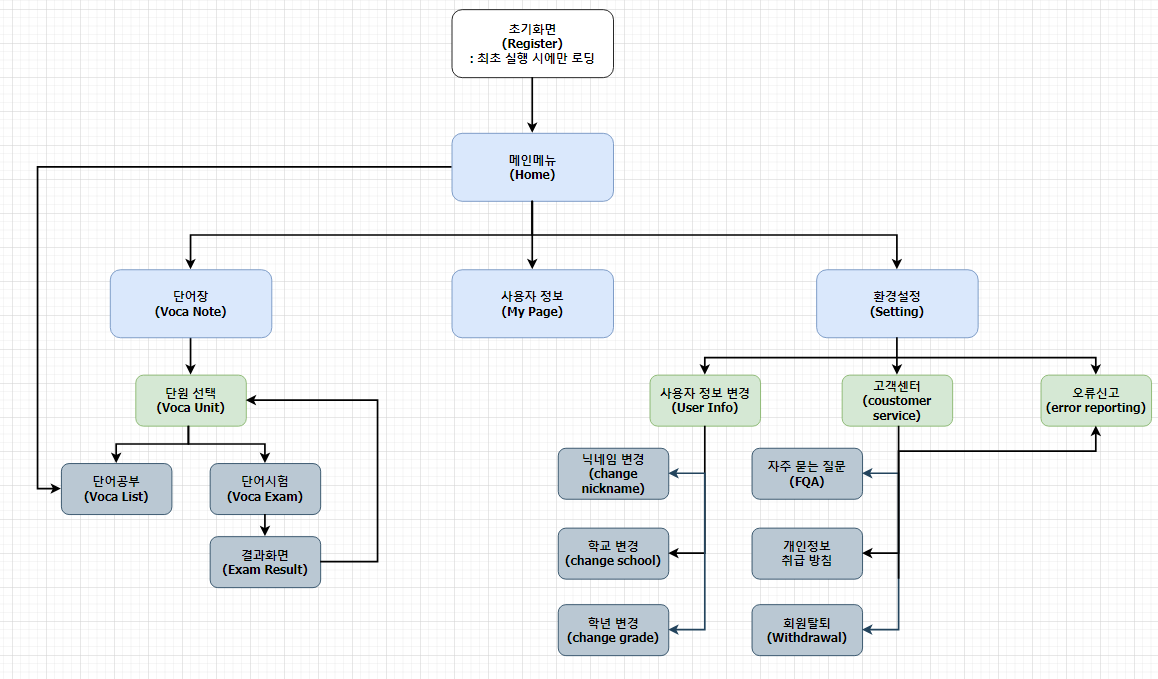 초기화면
(Register)
: 최초 실행 시에만 로딩
메인메뉴
(Home)
단어장
(Voca Note)
사용자 정보
(My Page)
환경설정
(Setting)
단원 선택
(Voca Unit)
사용자 정보 변경
(User Info)
고객센터
(coustomer
service)
오류신고
(error reporting)
단어공부
(Voca List)
단어시험
(Voca Exam)
결과화면
(Exam Result)
닉네임 변경
(change
nickname)
학교 변경
(change school)
학년 변경
(change grade)
자주 묻는 질문
(FQA)
개인정보
취급 방침
회원탈퇴
(Withdrawal)